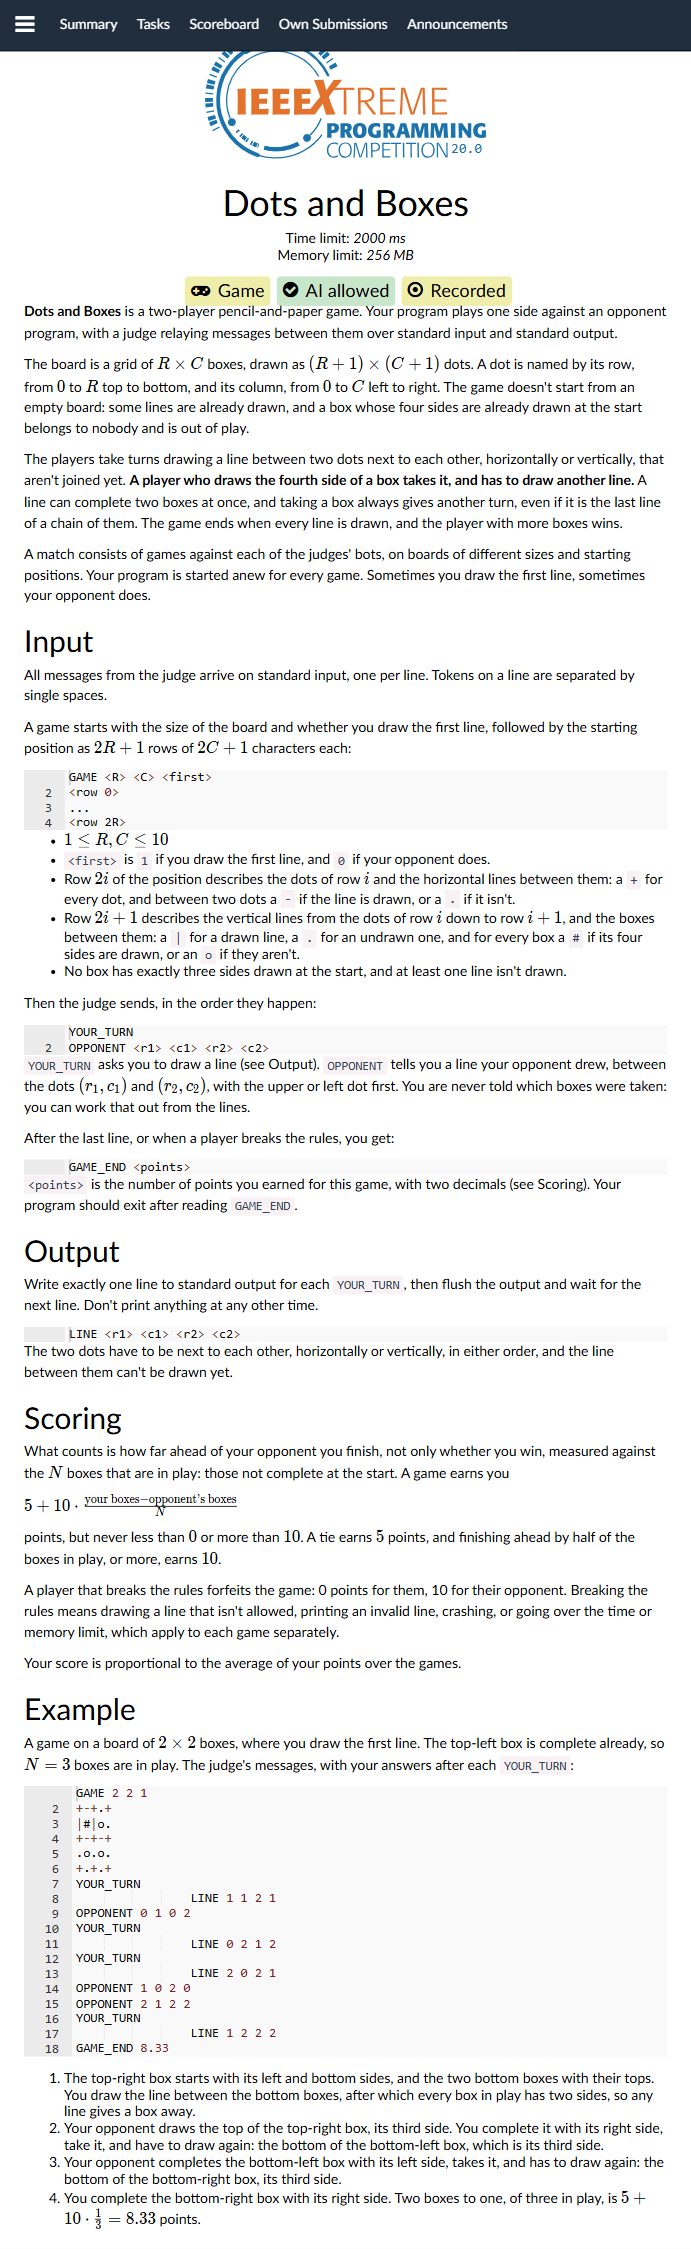 Summary Tasks Scoreboard Own Submissions Announcements
IEEEXTREME
PROGRAMMING
COMPETITION 20.0
Dots and Boxes
Time limit: 2000 ms
Memory limit: 256 MB
Game AI allowed Recorded
Dots and Boxes is a two-player pencil-and-paper game. Your program plays one side against an opponent
program, with a judge relaying messages between them over standard input and standard output.
The board is a grid of R × C boxes, drawn as (R + 1) × (C + 1) dots. A dot is named by its row,
from 0 to R top to bottom, and its column, from 0 to C left to right. The game doesn't start from an
empty board: some lines are already drawn, and a box whose four sides are already drawn at the start
belongs to nobody and is out of play.
The players take turns drawing a line between two dots next to each other, horizontally or vertically, that
aren't joined yet. A player who draws the fourth side of a box takes it, and has to draw another line. A
line can complete two boxes at once, and taking a box always gives another turn, even if it is the last line
of a chain of them. The game ends when every line is drawn, and the player with more boxes wins.
A match consists of games against each of the judges' bots, on boards of different sizes and starting
positions. Your program is started anew for every game. Sometimes you draw the first line, sometimes
your opponent does.
Input
All messages from the judge arrive on standard input, one per line. Tokens on a line are separated by
single spaces.
A game starts with the size of the board and whether you draw the first line, followed by the starting
position as 2R + 1 rows of 2C + 1 characters each:
GAME <R> <C> <first>
2 <row 0>
3 ...
4 <row 2R>
• 1 ≤ R, C ≤ 10
• <first> is 1 if you draw the first line, and 0 if your opponent does.
• Row 2i of the position describes the dots of row i and the horizontal lines between them: a + for
every dot, and between two dots a - if the line is drawn, or a . if it isn't.
• Row 2i + 1 describes the vertical lines from the dots of row i down to row i + 1, and the boxes
between them: a | for a drawn line, a . for an undrawn one, and for every box a # if its four
sides are drawn, or an o if they aren't.
• No box has exactly three sides drawn at the start, and at least one line isn't drawn.
Then the judge sends, in the order they happen:
YOUR_TURN
2 OPPONENT <r1> <c1> <r2> <c2>
YOUR_TURN asks you to draw a line (see Output). OPPONENT tells you a line your opponent drew, between
the dots (r1, c1) and (r2, c2), with the upper or left dot first. You are never told which boxes were taken:
you can work that out from the lines.
After the last line, or when a player breaks the rules, you get:
GAME_END <points>
<points> is the number of points you earned for this game, with two decimals (see Scoring). Your
program should exit after reading GAME_END .
Output
Write exactly one line to standard output for each YOUR_TURN , then flush the output and wait for the
next line. Don't print anything at any other time.
LINE <r1> <c1> <r2> <c2>
The two dots have to be next to each other, horizontally or vertically, in either order, and the line
between them can't be drawn yet.
Scoring
What counts is how far ahead of your opponent you finish, not only whether you win, measured against
the N boxes that are in play: those not complete at the start. A game earns you
5 + 10 · your boxes−opponent's boxes / N
points, but never less than 0 or more than 10. A tie earns 5 points, and finishing ahead by half of the
boxes in play, or more, earns 10.
A player that breaks the rules forfeits the game: 0 points for them, 10 for their opponent. Breaking the
rules means drawing a line that isn't allowed, printing an invalid line, crashing, or going over the time or
memory limit, which apply to each game separately.
Your score is proportional to the average of your points over the games.
Example
A game on a board of 2 × 2 boxes, where you draw the first line. The top-left box is complete already, so
N = 3 boxes are in play. The judge's messages, with your answers after each YOUR_TURN :
GAME 2 2 1
2 +-+.+
3 |#|o.
4 +-+-+
5 .o.o.
6 +.+.+
7 YOUR_TURN
8 LINE 1 1 2 1
9 OPPONENT 0 1 0 2
10 YOUR_TURN
11 LINE 0 2 1 2
12 YOUR_TURN
13 LINE 2 0 2 1
14 OPPONENT 1 0 2 0
15 OPPONENT 2 1 2 2
16 YOUR_TURN
17 LINE 1 2 2 2
18 GAME_END 8.33
1. The top-right box starts with its left and bottom sides, and the two bottom boxes with their tops.
You draw the line between the bottom boxes, after which every box in play has two sides, so any
line gives a box away.
2. Your opponent draws the top of the top-right box, its third side. You complete it with its right side,
take it, and have to draw again: the bottom of the bottom-left box, which is its third side.
3. Your opponent completes the bottom-left box with its left side, takes it, and has to draw again: the
bottom of the bottom-right box, its third side.
4. You complete the bottom-right box with its right side. Two boxes to one, of three in play, is 5 +
10 · 1/3 = 8.33 points.